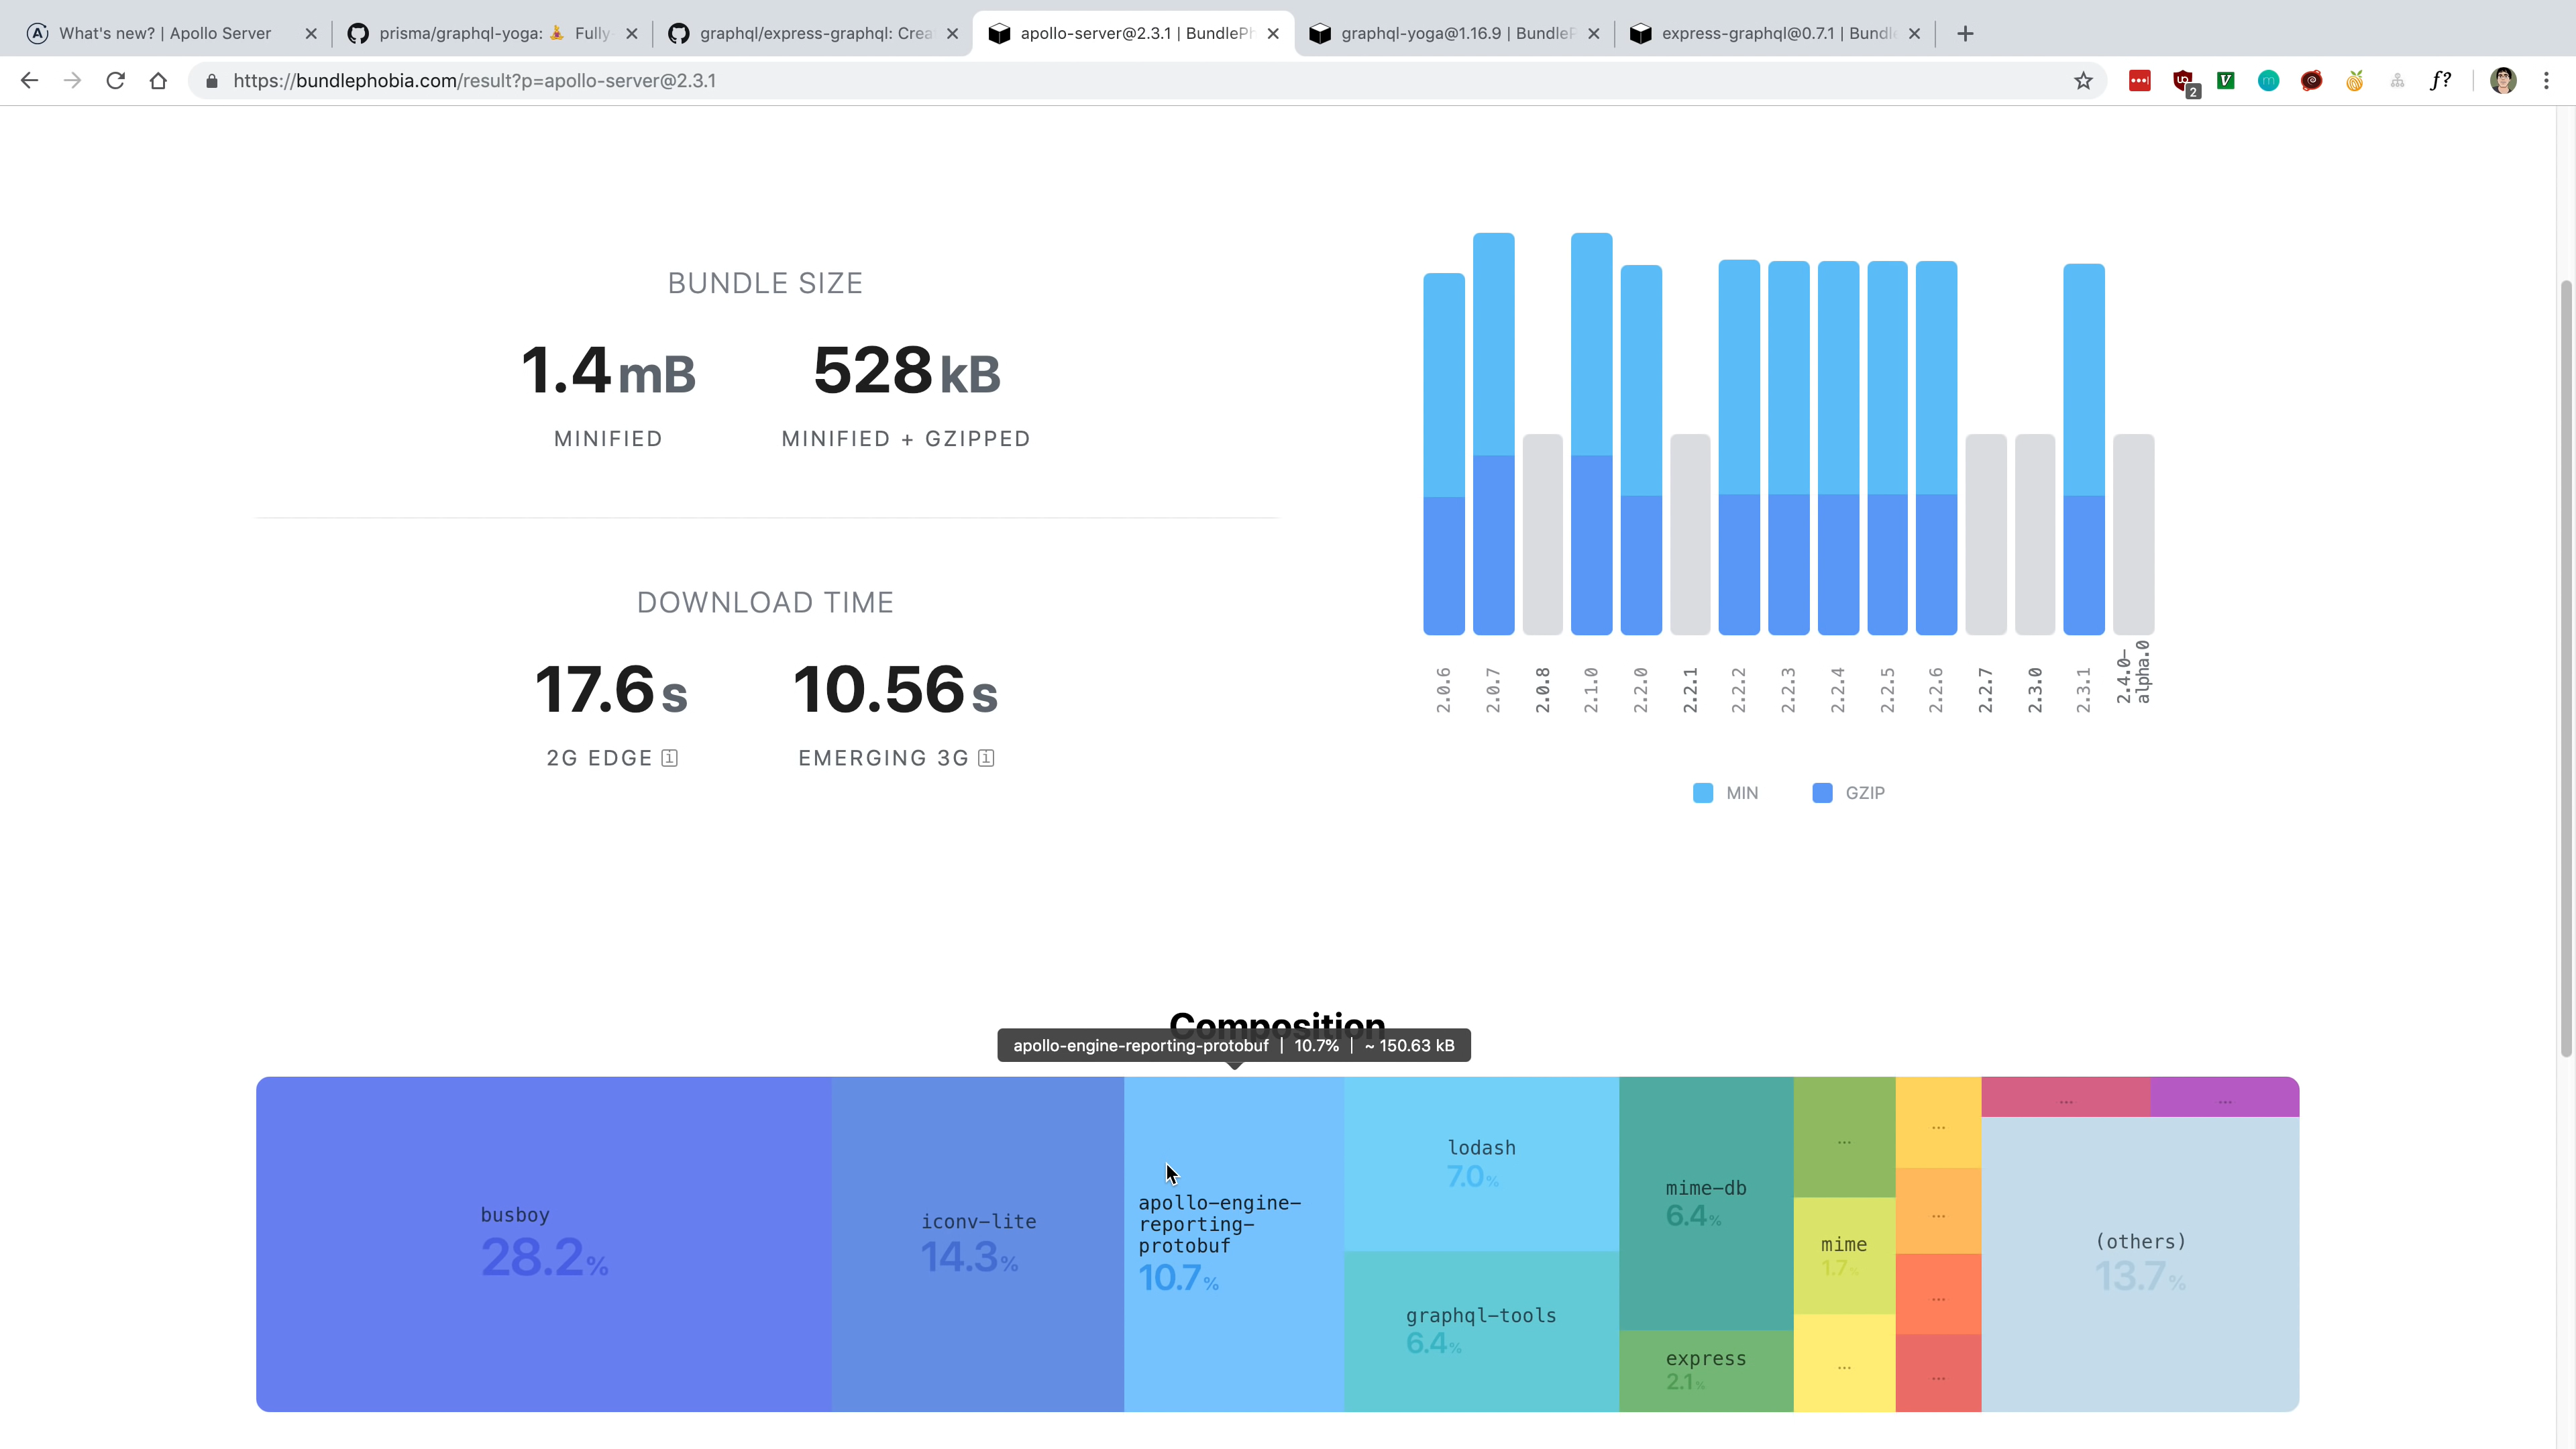 What's new? | Apollo Server
prisma/graphql-yoga: 🧘 Fully-
graphql/express-graphql: Crea
apollo-server@2.3.1 | BundlePh
graphql-yoga@1.16.9 | BundleP
express-graphql@0.7.1 | Bundle
https://bundlephobia.com/result?p=apollo-server@2.3.1
2
f?
BUNDLE SIZE
1.4 mB
528 kB
MINIFIED
MINIFIED + GZIPPED
DOWNLOAD TIME
17.6 s
10.56 s
2G EDGE i
EMERGING 3G i
2.0.6
2.0.7
2.0.8
2.1.0
2.2.0
2.2.1
2.2.2
2.2.3
2.2.4
2.2.5
2.2.6
2.2.7
2.3.0
2.3.1
2.4.0-
alpha.0
MIN
GZIP
Composition
apollo-engine-reporting-protobuf | 10.7% | ~ 150.63 kB
busboy
28.2%
iconv-lite
14.3%
apollo-engine-
reporting-
protobuf
10.7%
lodash
7.0%
graphql-tools
6.4%
mime-db
6.4%
express
2.1%
...
mime
1.7%
...
...
...
...
...
...
...
(others)
13.7%